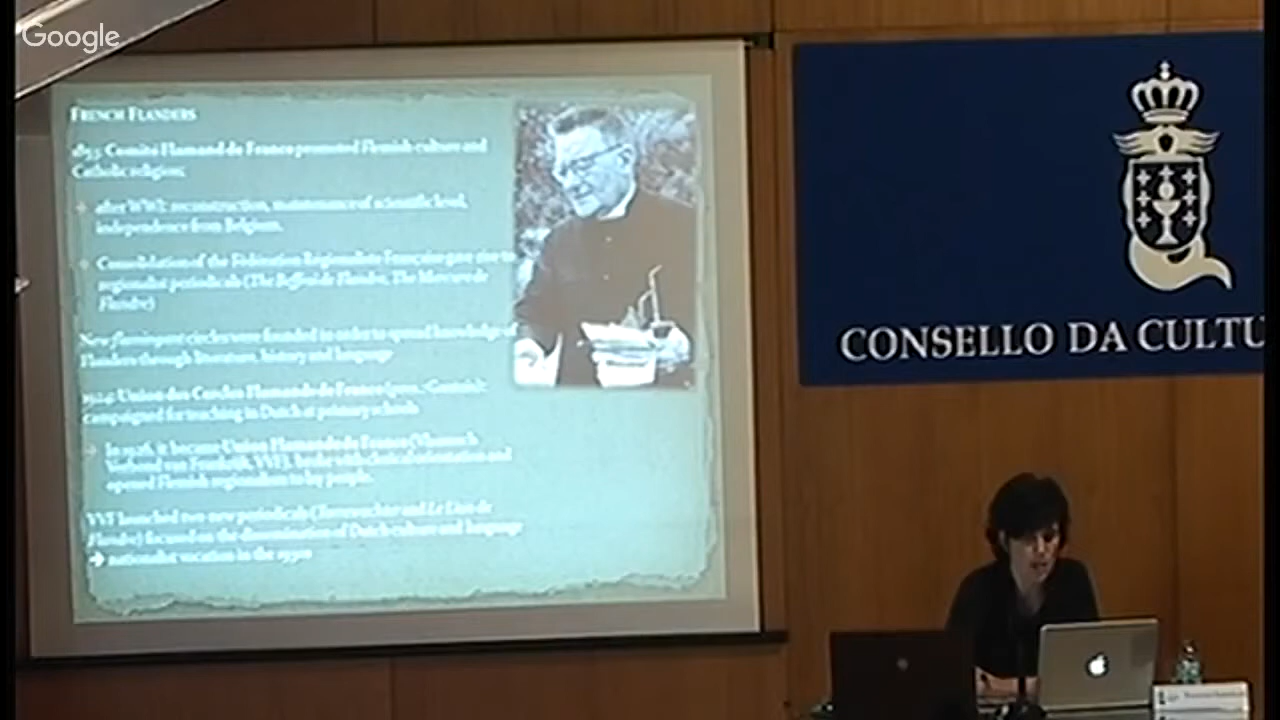 Google
FRENCH FLANDERS
1853: Comité Flamand de France promoted Flemish culture and
Catholic religion;
after WWI: reconstruction, maintenance of scientific level,
independence from Belgium.
Consolidation of the Fédération Régionaliste Française gave rise to
regionalist periodicals (The Beffroi de Flandre, The Mercure de
Flandre)
New flamingant circles were founded in order to spread knowledge of
Flanders through literature, history and language
1924: Union des Cercles Flamands de France
campaigned for teaching in Dutch at primary schools
In 1926, it became Union Flamande de France (Vlaamsch
Verbond van Frankrijk, VVF), broke with clerical orientation and
opened Flemish regionalism to lay people.
VVF launched two new periodicals (Torrewachter and Le Lion de
Flandre) focused on the dissemination of Dutch culture and language
→ nationalist vocation in the 1930s
CONSELLO DA CULTU